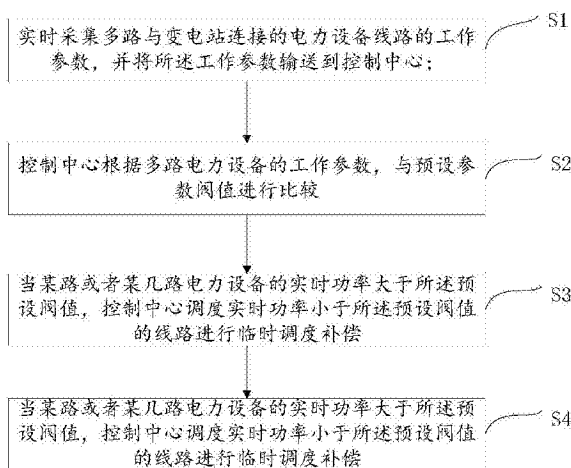 实时采集多路与变电站连接的电力设备线路的工作
参数，并将所述工作参数输送到控制中心；
S1
控制中心根据多路电力设备的工作参数，与预设参
数阀值进行比较
S2
当某路或者某几路电力设备的实时功率大于所述预
设阀值，控制中心调度实时功率小于所述预设阀值
的线路进行临时调度补偿
S3
当某路或者某几路电力设备的实时功率大于所述预
设阀值，控制中心调度实时功率小于所述预设阀值
的线路进行临时调度补偿
S4